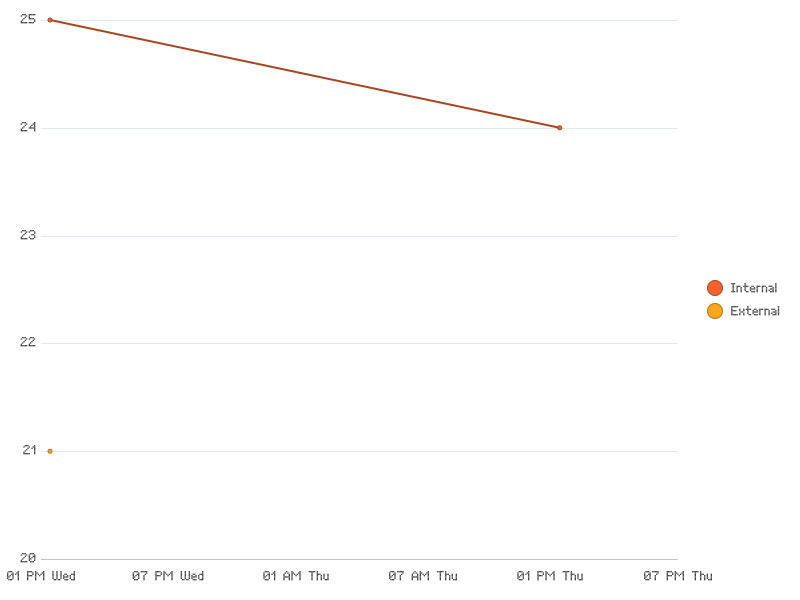 25
24
23
22
21
20
01 PM Wed
07 PM Wed
01 AM Thu
07 AM Thu
01 PM Thu
07 PM Thu
Internal
External